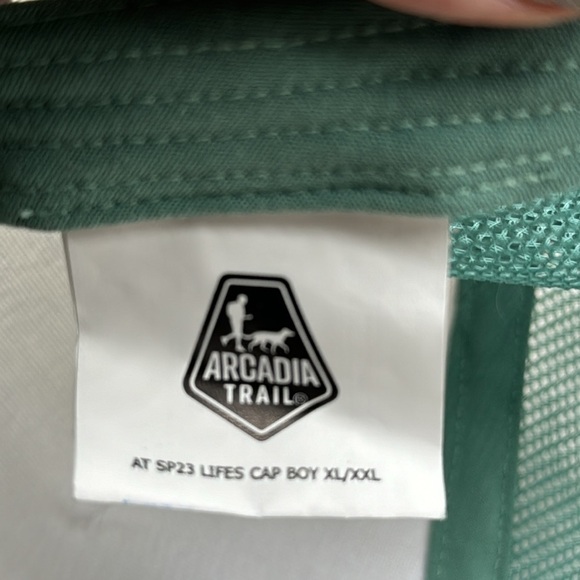 ARCADIA
TRAIL®
AT SP23 LIFES CAP BOY XL/XXL